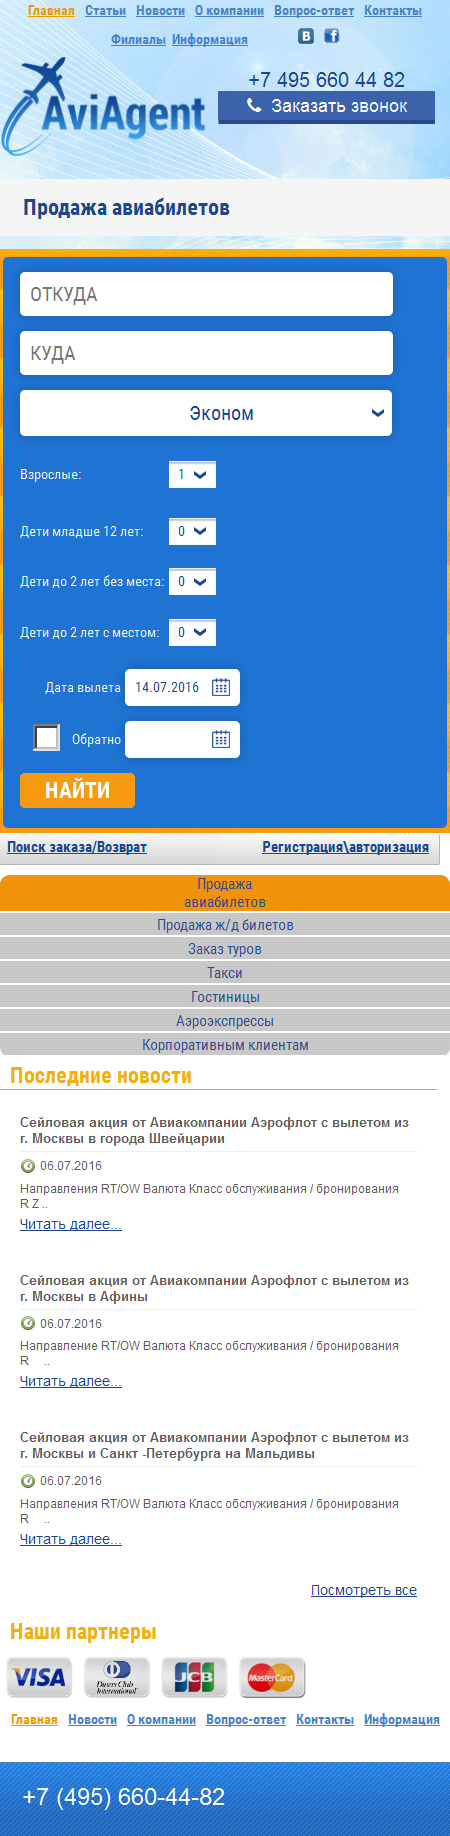 Главная Статьи Новости О компании Вопрос-ответ Контакты
Филиалы Информация
B f
AviAgent
+7 495 660 44 82
Заказать звонок
Продажа авиабилетов
ОТКУДА
КУДА
Эконом
Взрослые: 1
Дети младше 12 лет: 0
Дети до 2 лет без места: 0
Дети до 2 лет с местом: 0
Дата вылета 14.07.2016
Обратно
НАЙТИ
Поиск заказа/Возврат Регистрация\авторизация
Продажа
авиабилетов
Продажа ж/д билетов
Заказ туров
Такси
Гостиницы
Аэроэкспрессы
Корпоративным клиентам
Последние новости
Сейловая акция от Авиакомпании Аэрофлот с вылетом из
г. Москвы в города Швейцарии
06.07.2016
Направления RT/OW Валюта Класс обслуживания / бронирования
R Z ..
Читать далее...
Сейловая акция от Авиакомпании Аэрофлот с вылетом из
г. Москвы в Афины
06.07.2016
Направление RT/OW Валюта Класс обслуживания / бронирования
R ..
Читать далее...
Сейловая акция от Авиакомпании Аэрофлот с вылетом из
г. Москвы и Санкт -Петербурга на Мальдивы
06.07.2016
Направления RT/OW Валюта Класс обслуживания / бронирования
R ..
Читать далее...
Посмотреть все
Наши партнеры
VISA Diners Club International JCB MasterCard
Главная Новости О компании Вопрос-ответ Контакты Информация
+7 (495) 660-44-82